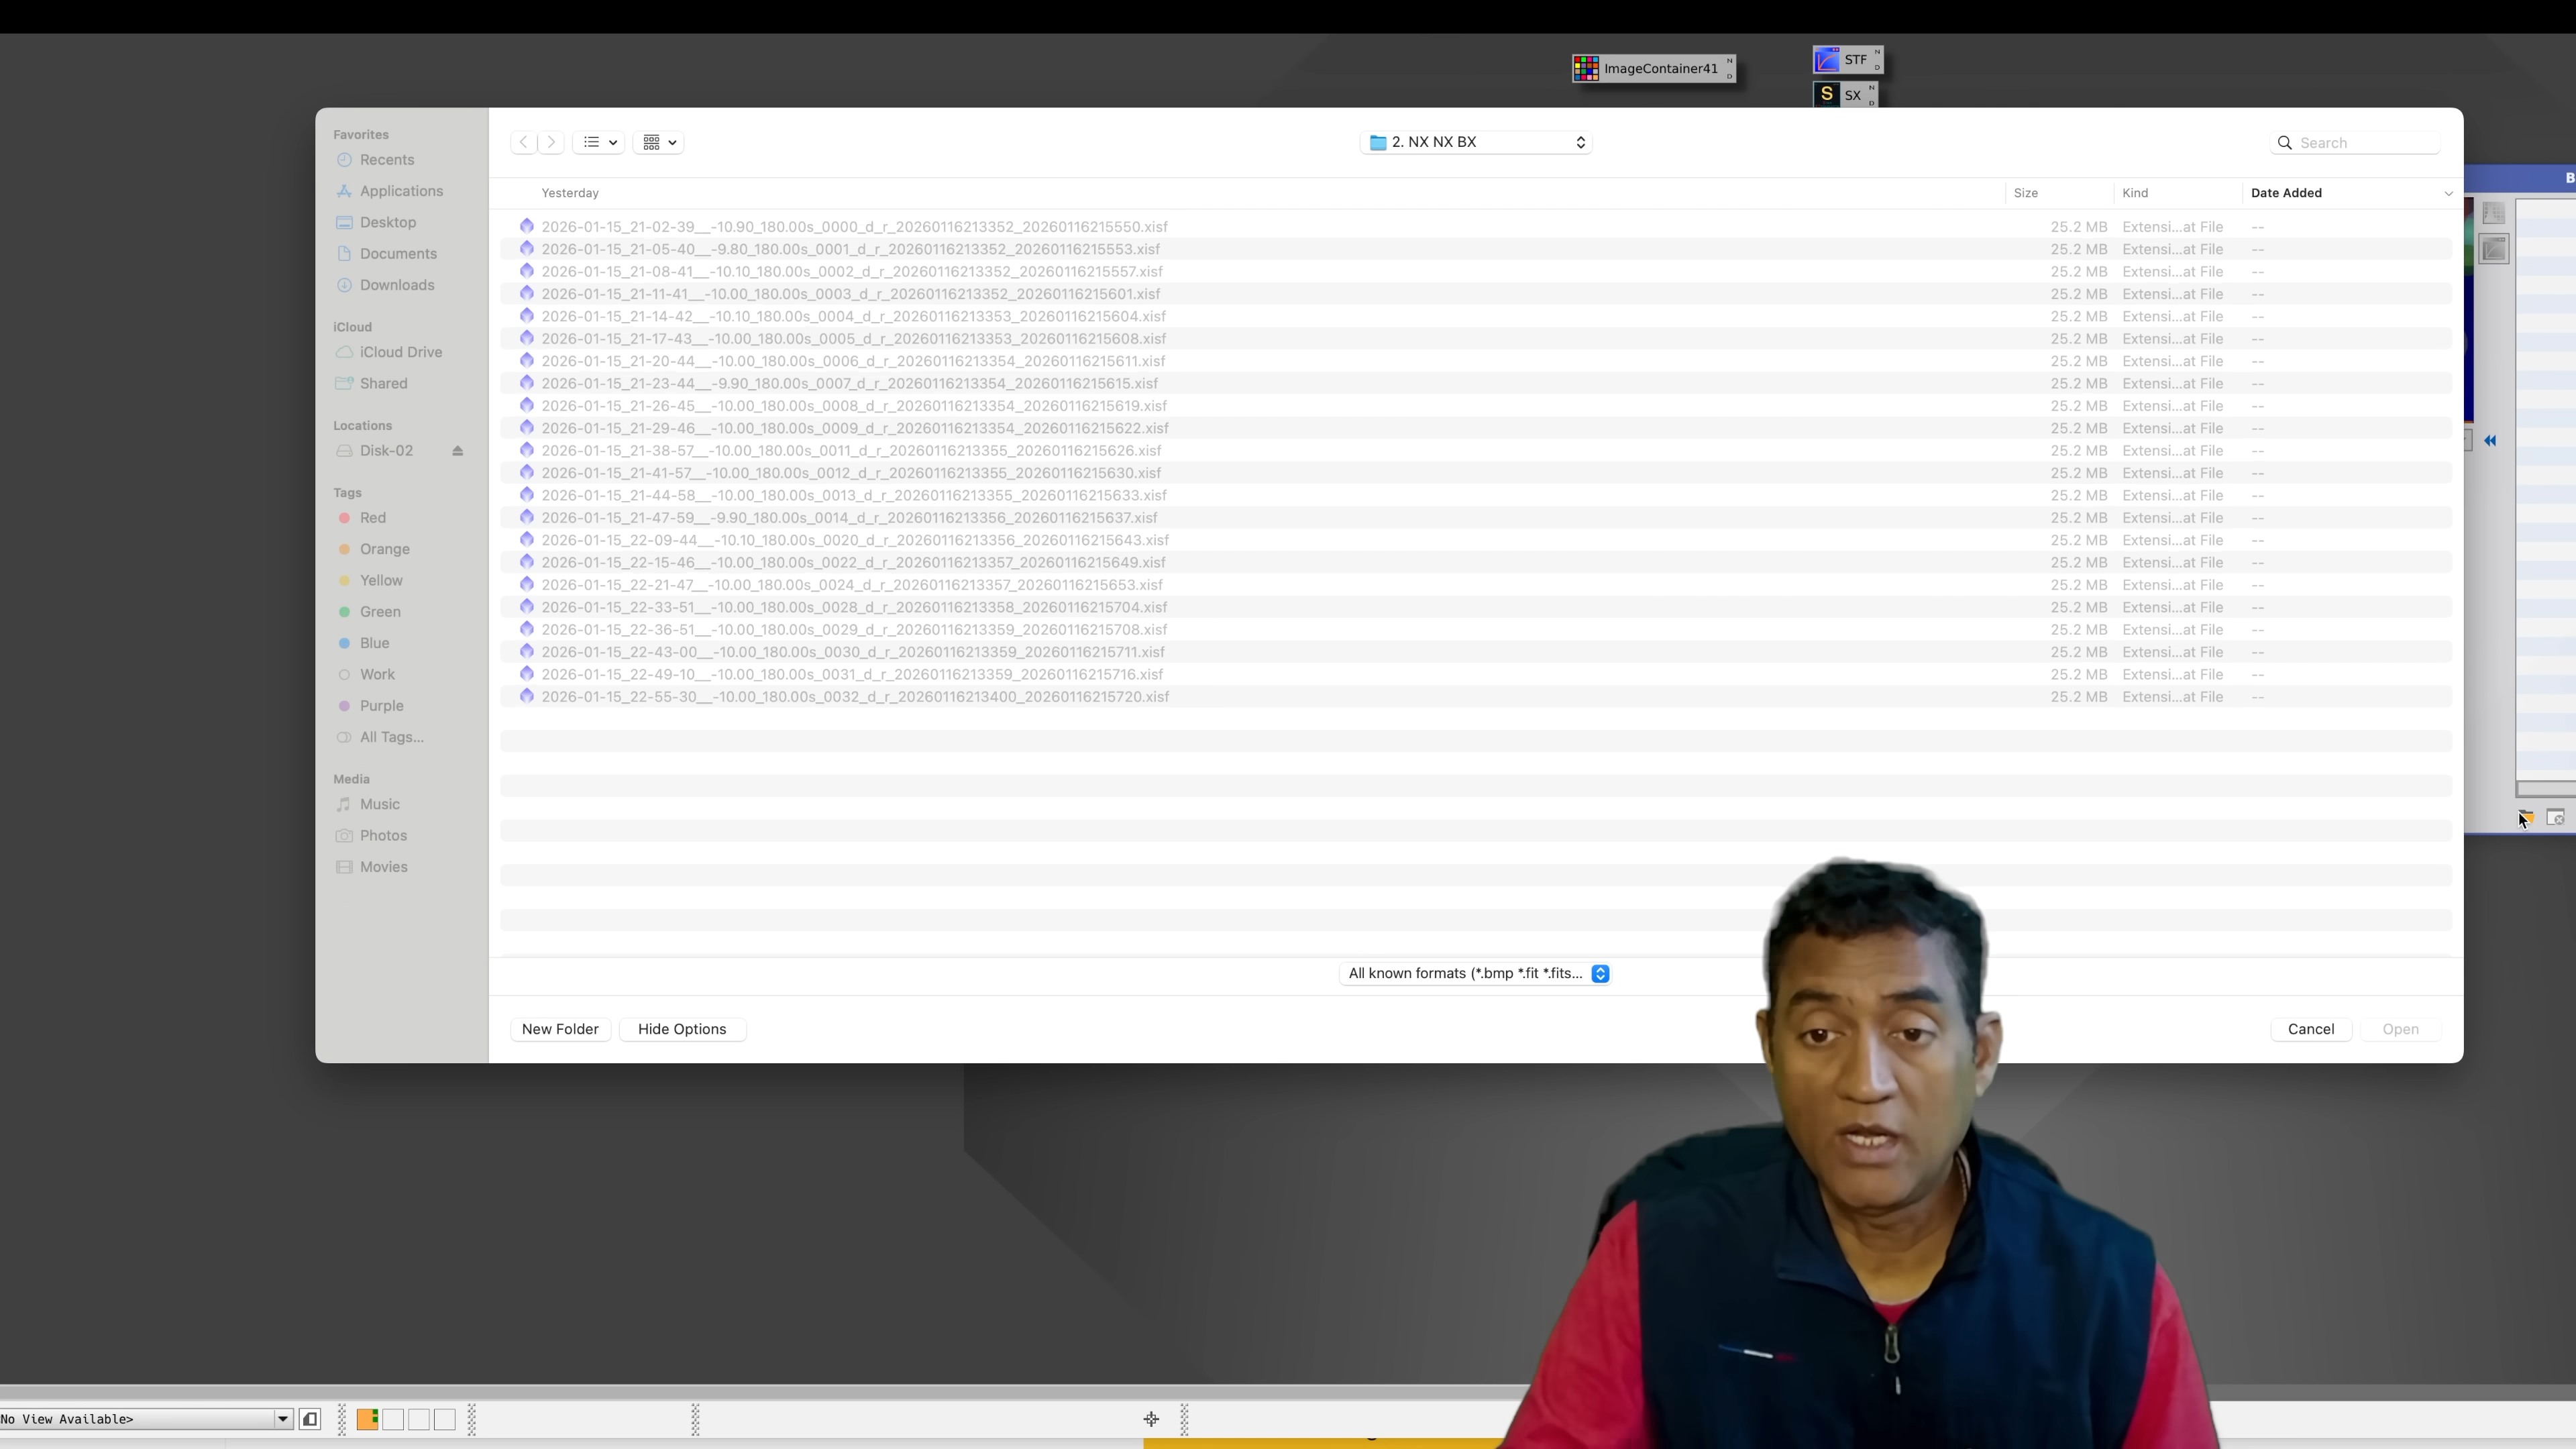 ImageContainer41
N
D
STF
N
D
S SX
N
D
Favorites
Recents
Applications
Desktop
Documents
Downloads
iCloud
iCloud Drive
Shared
Locations
Disk-02
Tags
Red
Orange
Yellow
Green
Blue
Work
Purple
All Tags...
Media
Music
Photos
Movies
2. NX NX BX
Search
Yesterday Size Kind Date Added
2026-01-15_21-02-39__-10.90_180.00s_0000_d_r_20260116213352_20260116215550.xisf 25.2 MB Extensi...at File --
2026-01-15_21-05-40__-9.80_180.00s_0001_d_r_20260116213352_20260116215553.xisf 25.2 MB Extensi...at File --
2026-01-15_21-08-41__-10.10_180.00s_0002_d_r_20260116213352_20260116215557.xisf 25.2 MB Extensi...at File --
2026-01-15_21-11-41__-10.00_180.00s_0003_d_r_20260116213352_20260116215601.xisf 25.2 MB Extensi...at File --
2026-01-15_21-14-42__-10.10_180.00s_0004_d_r_20260116213353_20260116215604.xisf 25.2 MB Extensi...at File --
2026-01-15_21-17-43__-10.00_180.00s_0005_d_r_20260116213353_20260116215608.xisf 25.2 MB Extensi...at File --
2026-01-15_21-20-44__-10.00_180.00s_0006_d_r_20260116213354_20260116215611.xisf 25.2 MB Extensi...at File --
2026-01-15_21-23-44__-9.90_180.00s_0007_d_r_20260116213354_20260116215615.xisf 25.2 MB Extensi...at File --
2026-01-15_21-26-45__-10.00_180.00s_0008_d_r_20260116213354_20260116215619.xisf 25.2 MB Extensi...at File --
2026-01-15_21-29-46__-10.00_180.00s_0009_d_r_20260116213354_20260116215622.xisf 25.2 MB Extensi...at File --
2026-01-15_21-38-57__-10.00_180.00s_0011_d_r_20260116213355_20260116215626.xisf 25.2 MB Extensi...at File --
2026-01-15_21-41-57__-10.00_180.00s_0012_d_r_20260116213355_20260116215630.xisf 25.2 MB Extensi...at File --
2026-01-15_21-44-58__-10.00_180.00s_0013_d_r_20260116213355_20260116215633.xisf 25.2 MB Extensi...at File --
2026-01-15_21-47-59__-9.90_180.00s_0014_d_r_20260116213356_20260116215637.xisf 25.2 MB Extensi...at File --
2026-01-15_22-09-44__-10.10_180.00s_0020_d_r_20260116213356_20260116215643.xisf 25.2 MB Extensi...at File --
2026-01-15_22-15-46__-10.00_180.00s_0022_d_r_20260116213357_20260116215649.xisf 25.2 MB Extensi...at File --
2026-01-15_22-21-47__-10.00_180.00s_0024_d_r_20260116213357_20260116215653.xisf 25.2 MB Extensi...at File --
2026-01-15_22-33-51__-10.00_180.00s_0028_d_r_20260116213358_20260116215704.xisf 25.2 MB Extensi...at File --
2026-01-15_22-36-51__-10.00_180.00s_0029_d_r_20260116213359_20260116215708.xisf 25.2 MB Extensi...at File --
2026-01-15_22-43-00__-10.00_180.00s_0030_d_r_20260116213359_20260116215711.xisf 25.2 MB Extensi...at File --
2026-01-15_22-49-10__-10.00_180.00s_0031_d_r_20260116213359_20260116215716.xisf 25.2 MB Extensi...at File --
2026-01-15_22-55-30__-10.00_180.00s_0032_d_r_20260116213400_20260116215720.xisf 25.2 MB Extensi...at File --
All known formats (*.bmp *.fit *.fits...
New Folder Hide Options Cancel Open
B
No View Available>